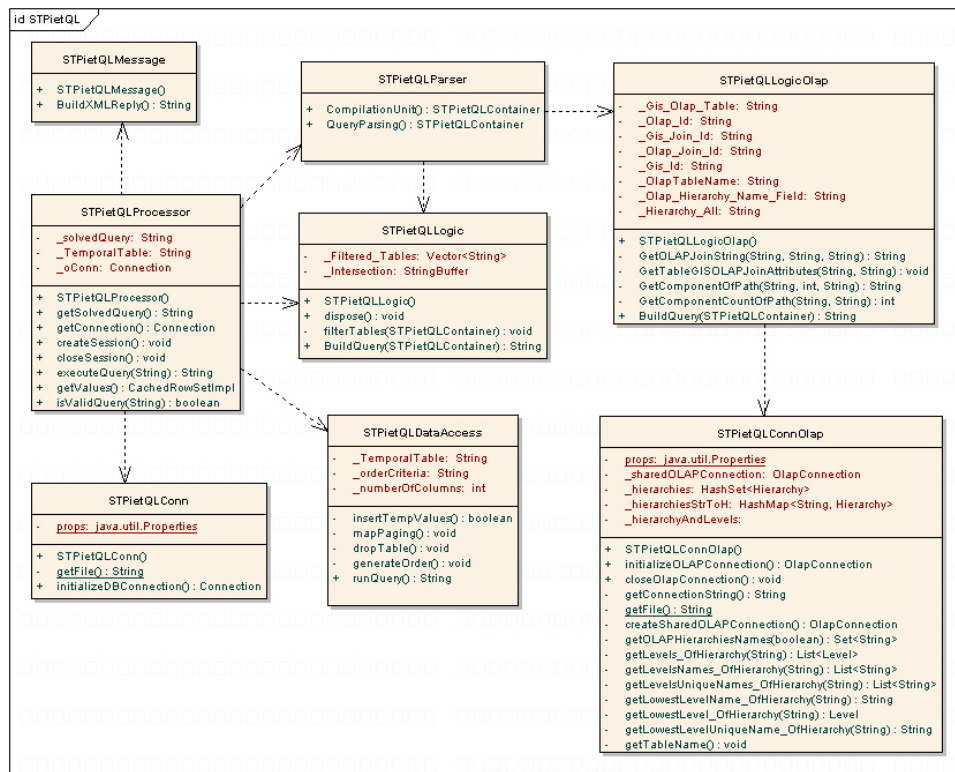 id STPietQL
STPietQLMessage
+ STPietQLMessage()
+ BuildXMLReply() : String
STPietQLParser
+ CompilationUnit() : STPietQLContainer
+ QueryParsing() : STPietQLContainer
STPietQLLogicOlap
- _Gis_Olap_Table: String
- _Olap_Id: String
- _Gis_Join_Id: String
- _Olap_Join_Id: String
- _Gis_Id: String
- _OlapTableName: String
- _Olap_Hierarchy_Name_Field: String
- _Hierarchy_All: String
+ STPietQLLogicOlap()
- GetOLAPJoinString(String, String, String) : String
- GetTableGISOLAPJoinAttributes(String, String) : void
- GetComponentOfPath(String, int, String) : String
- GetComponentCountOfPath(String, String) : int
+ BuildQuery(STPietQLContainer) : String
STPietQLProcessor
- _solvedQuery: String
- _TemporalTable: String
- _oConn: Connection
+ STPietQLProcessor()
+ getSolvedQuery() : String
+ getConnection() : Connection
+ createSession() : void
+ closeSession() : void
+ executeQuery(String) : String
+ getValues() : CachedRowSetImpl
+ isValidQuery(String) : boolean
STPietQLLogic
- _Filtered_Tables: Vector<String>
- _Intersection: StringBuffer
+ STPietQLLogic()
+ dispose() : void
- filterTables(STPietQLContainer) : void
+ BuildQuery(STPietQLContainer) : String
STPietQLDataAccess
- _TemporalTable: String
- _orderCriteria: String
- _numberOfColumns: int
- insertTempValues() : boolean
- mapPaging() : void
- dropTable() : void
- generateOrder() : void
+ runQuery() : String
STPietQLConn
- props: java.util.Properties
+ STPietQLConn()
- getFile() : String
+ initializeDBConnection() : Connection
STPietQLConnOlap
- props: java.util.Properties
- _sharedOLAPConnection: OlapConnection
- _hierarchies: HashSet<Hierarchy>
- _hierarchiesStrToH: HashMap<String, Hierarchy>
- _hierarchyAndLevels:
+ STPietQLConnOlap()
+ initializeOLAPConnection() : OlapConnection
+ closeOlapConnection() : void
- getConnectionString() : String
- getFile() : String
- createSharedOLAPConnection() : OlapConnection
- getOLAPHierarchiesNames(boolean) : Set<String>
- getLevels_OfHierarchy(String) : List<Level>
- getLevelsNames_OfHierarchy(String) : List<String>
- getLevelsUniqueNames_OfHierarchy(String) : List<String>
- getLowestLevelName_OfHierarchy(String) : String
- getLowestLevel_OfHierarchy(String) : Level
- getLowestLevelUniqueName_OfHierarchy(String) : String
- getTableName() : void